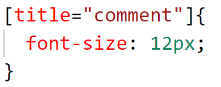 [title="comment"]{
  font-size: 12px;
}